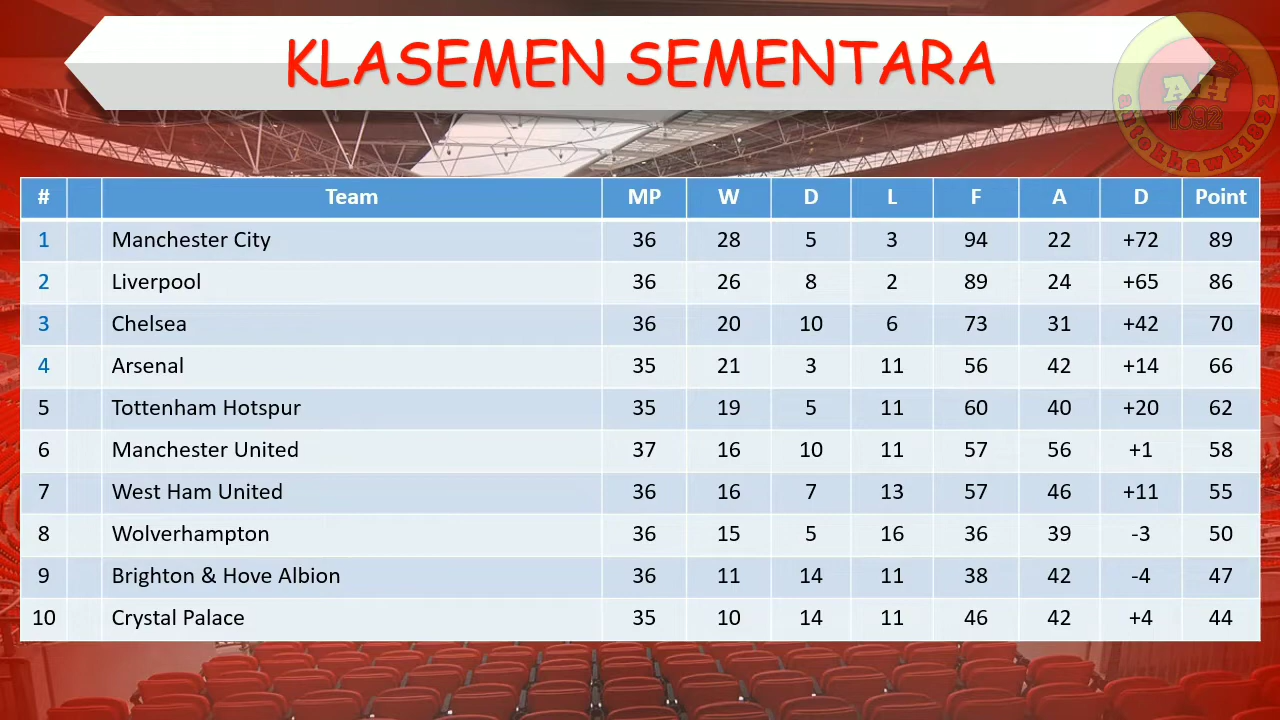 KLASEMEN SEMENTARA
AH
1892
# Team MP W D L F A D Point
1 Manchester City 36 28 5 3 94 22 +72 89
2 Liverpool 36 26 8 2 89 24 +65 86
3 Chelsea 36 20 10 6 73 31 +42 70
4 Arsenal 35 21 3 11 56 42 +14 66
5 Tottenham Hotspur 35 19 5 11 60 40 +20 62
6 Manchester United 37 16 10 11 57 56 +1 58
7 West Ham United 36 16 7 13 57 46 +11 55
8 Wolverhampton 36 15 5 16 36 39 -3 50
9 Brighton & Hove Albion 36 11 14 11 38 42 -4 47
10 Crystal Palace 35 10 14 11 46 42 +4 44